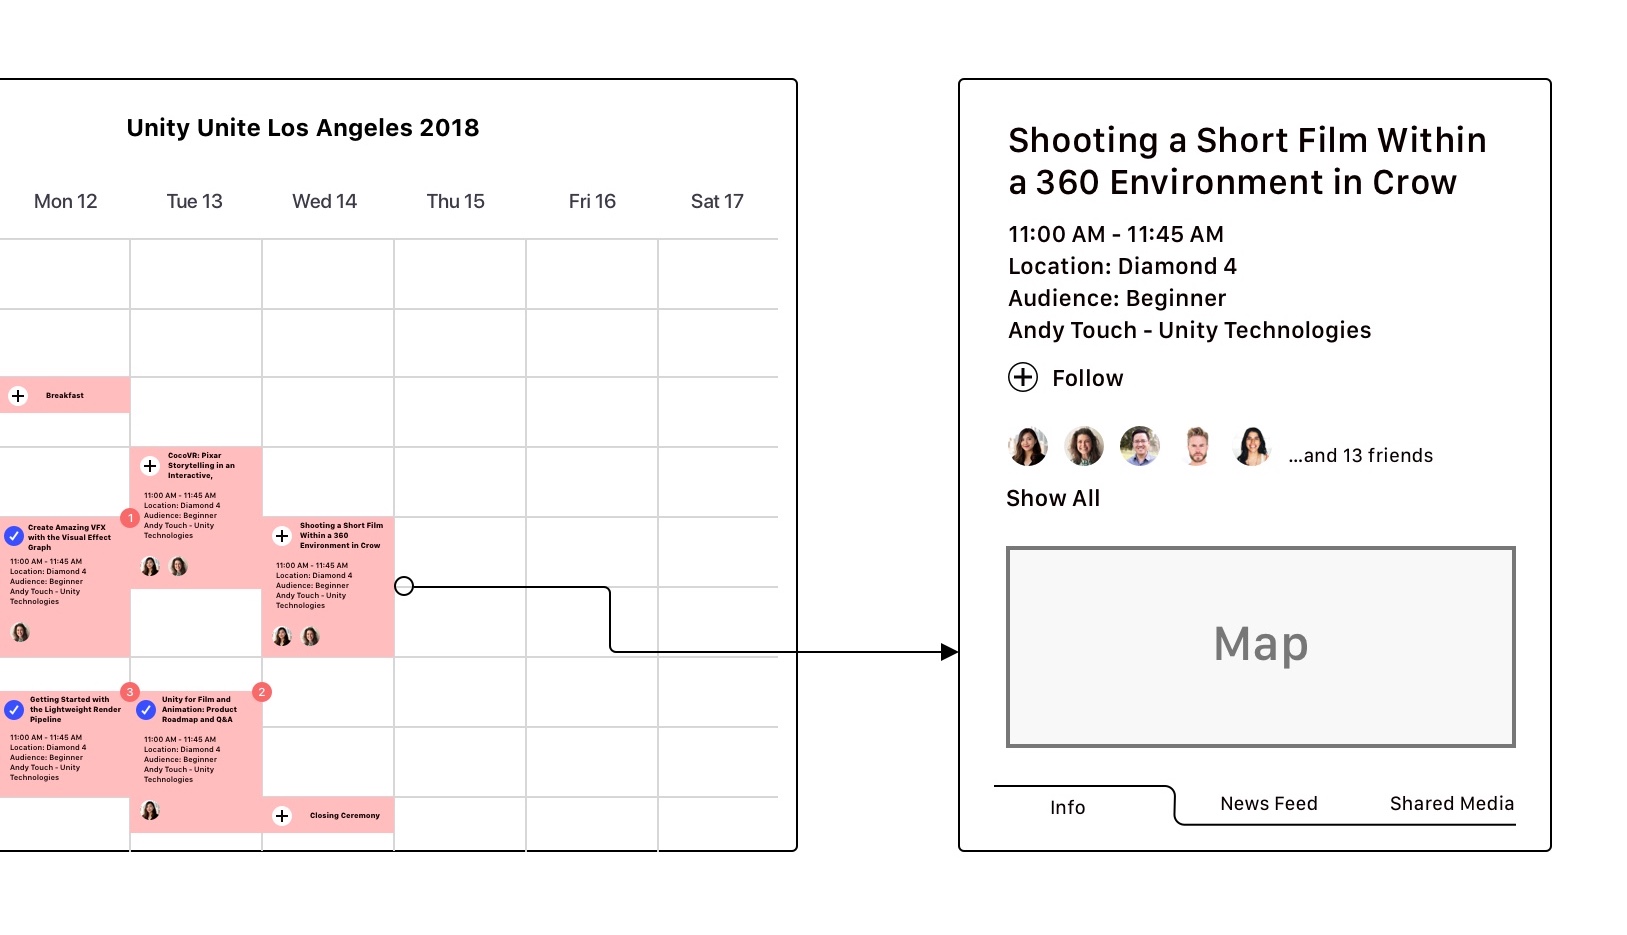 Unity Unite Los Angeles 2018
Mon 12
Tue 13
Wed 14
Thu 15
Fri 16
Sat 17
Breakfast
CocoVR: Pixar
Storytelling in an
Interactive,
11:00 AM - 11:45 AM
Location: Diamond 4
Audience: Beginner
Andy Touch - Unity
Technologies
1
Create Amazing VFX
with the Visual Effect
Graph
11:00 AM - 11:45 AM
Location: Diamond 4
Audience: Beginner
Andy Touch - Unity
Technologies
Shooting a Short Film
Within a 360
Environment in Crow
11:00 AM - 11:45 AM
Location: Diamond 4
Audience: Beginner
Andy Touch - Unity
Technologies
3
Getting Started with
the Lightweight Render
Pipeline
11:00 AM - 11:45 AM
Location: Diamond 4
Audience: Beginner
Andy Touch - Unity
Technologies
2
Unity for Film and
Animation: Product
Roadmap and Q&A
11:00 AM - 11:45 AM
Location: Diamond 4
Audience: Beginner
Andy Touch - Unity
Technologies
Closing Ceremony
Shooting a Short Film Within
a 360 Environment in Crow
11:00 AM - 11:45 AM
Location: Diamond 4
Audience: Beginner
Andy Touch - Unity Technologies
Follow
...and 13 friends
Show All
Map
Info
News Feed
Shared Media